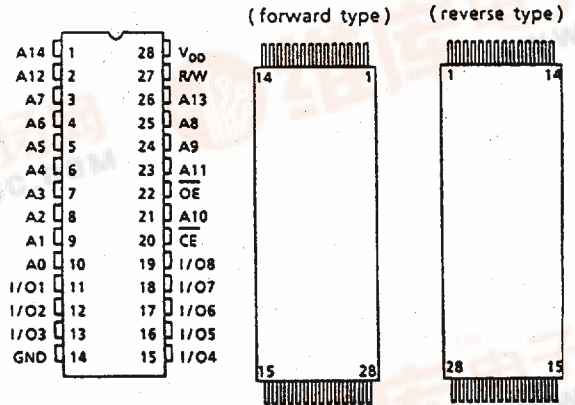 (forward type) (reverse type)
A14 1 28 VDD
A12 2 27 R/W
A7 3 26 A13
A6 4 25 A8
A5 5 24 A9
A4 6 23 A11
A3 7 22 OE
A2 8 21 A10
A1 9 20 CE
A0 10 19 I/O8
I/O1 11 18 I/O7
I/O2 12 17 I/O6
I/O3 13 16 I/O5
GND 14 15 I/O4
14 1
1 14
15 28
28 15